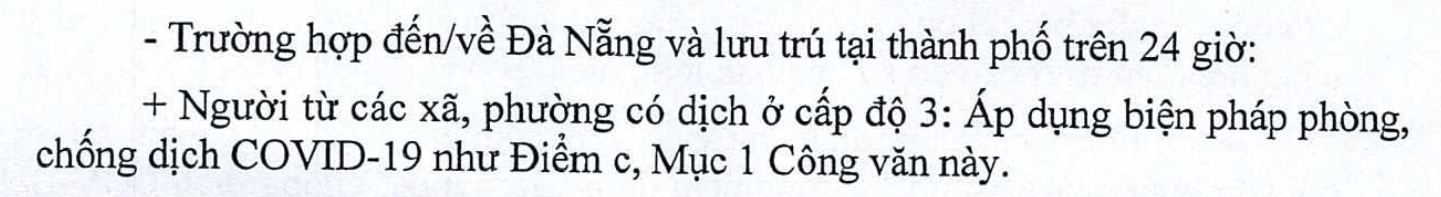 - Trường hợp đến/về Đà Nẵng và lưu trú tại thành phố trên 24 giờ:
+ Người từ các xã, phường có dịch ở cấp độ 3: Áp dụng biện pháp phòng,
chống dịch COVID-19 như Điểm c, Mục 1 Công văn này.